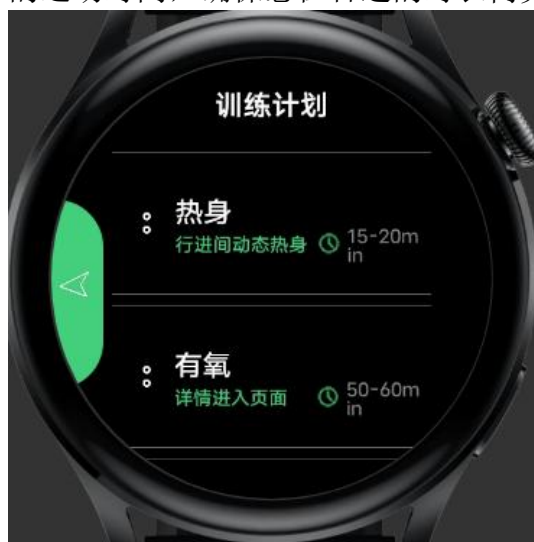 训练计划
热身
行进间动态热身 15-20m
in
有氧
详情进入页面 50-60m
in